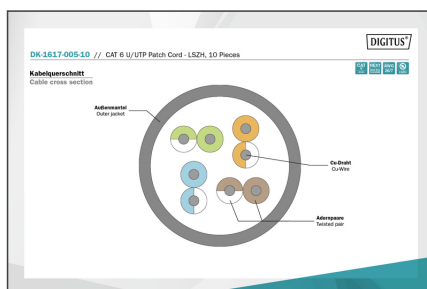 DIGITUS®
DK-1617-005-10 // CAT 6 U/UTP Patch Cord - LSZH, 10 Pieces
Kabelquerschnitt
Cable cross section
Außenmantel
Outer jacket
Cu-Draht
Cu-Wire
Adernpaare
Twisted pair